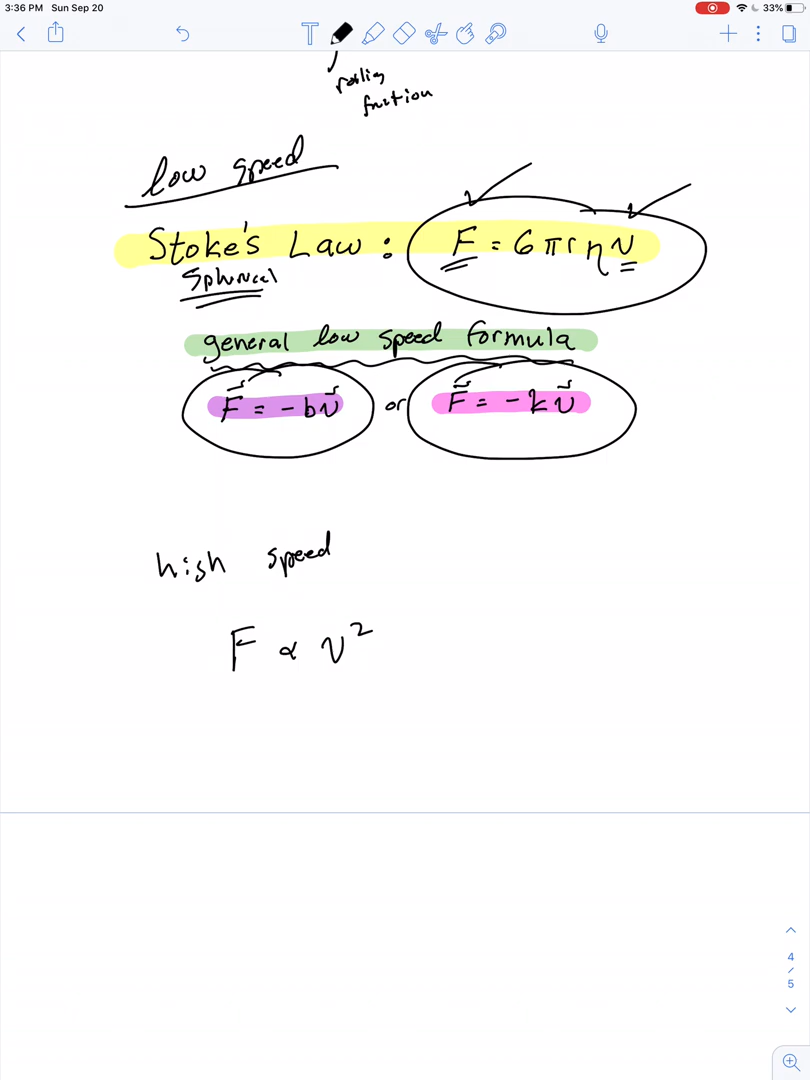 3:36 PM Sun Sep 20
33%
T
rolling
friction
low speed
Stoke's Law : F = 6πrηv
Spherical
general low speed formula
F⃗ = -bv⃗ or F⃗ = -kv⃗
high speed
F ∝ v²
4
/
5